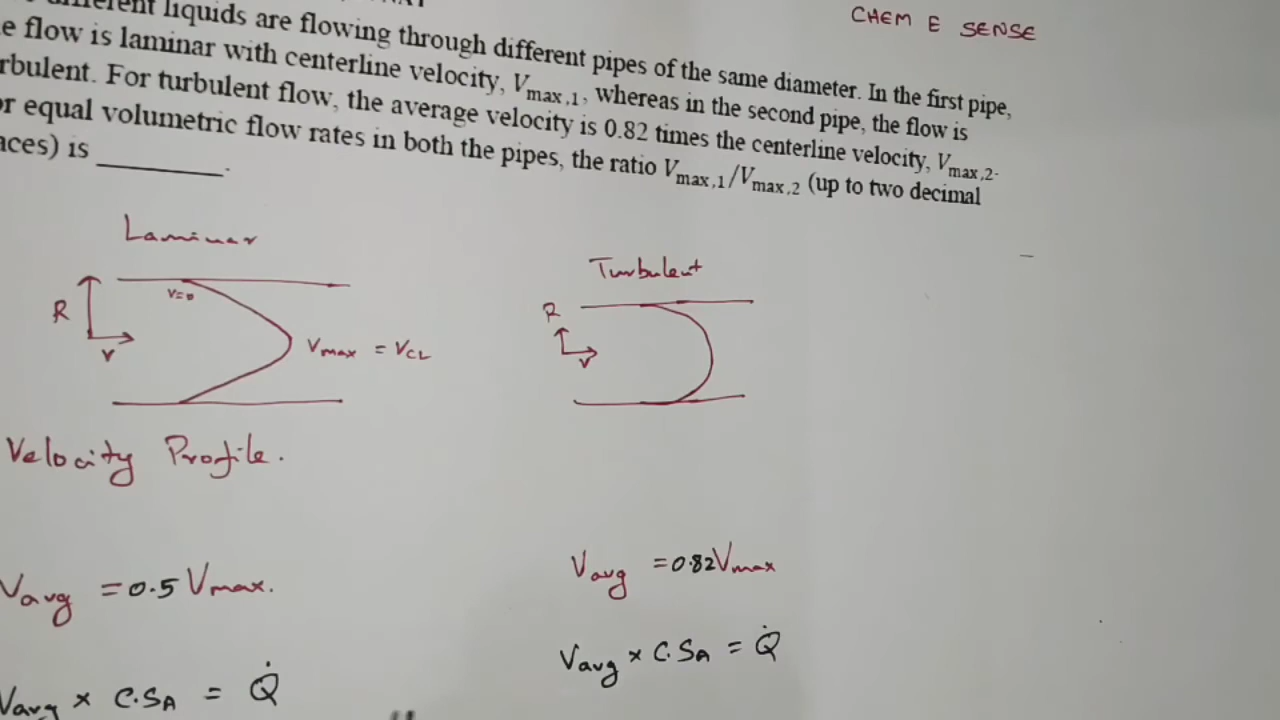 CHEM E SENSE
liquids are flowing through different pipes of the same diameter. In the first pipe,
flow is laminar with centerline velocity, Vmax,1, whereas in the second pipe, the flow is
For turbulent flow, the average velocity is 0.82 times the centerline velocity, Vmax,2.
equal volumetric flow rates in both the pipes, the ratio Vmax,1/Vmax,2 (up to two decimal
is ________.
Laminar
Turbulent
R
V=0
r
Vmax = VCL
R
r
Velocity Profile.
Vavg = 0.5 Vmax.
Vavg = 0.82 Vmax
Vavg × C.SA = Q̇
Vavg × C.SA = Q̇